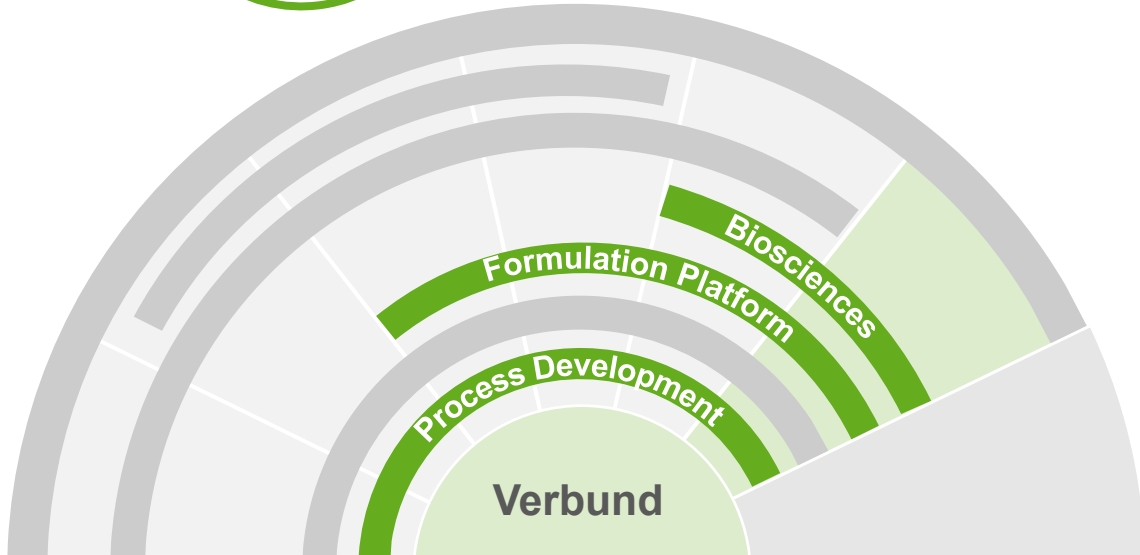 Biosciences
Formulation Platform
Process Development
Verbund